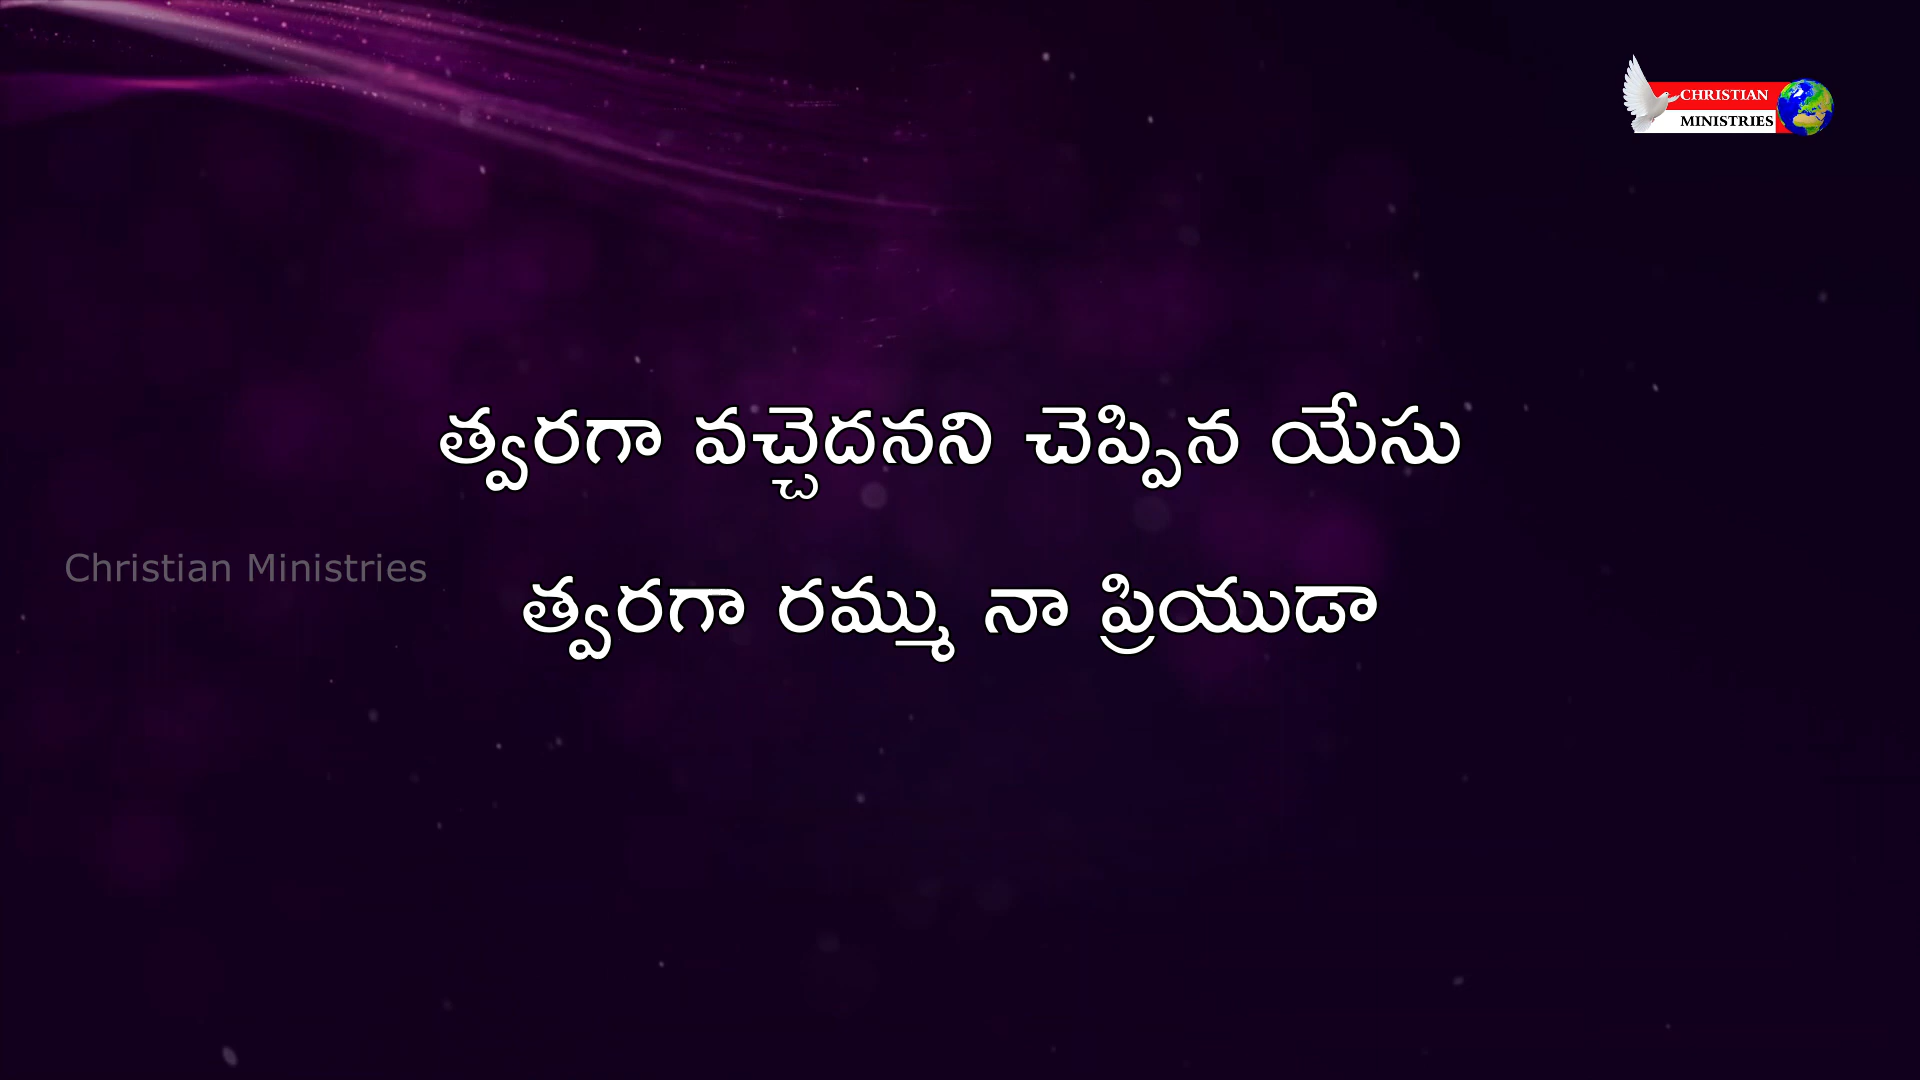 CHRISTIAN
MINISTRIES
త్వరగా వచ్చెదనని చెప్పిన యేసు
Christian Ministries
త్వరగా రమ్ము నా ప్రియుడా